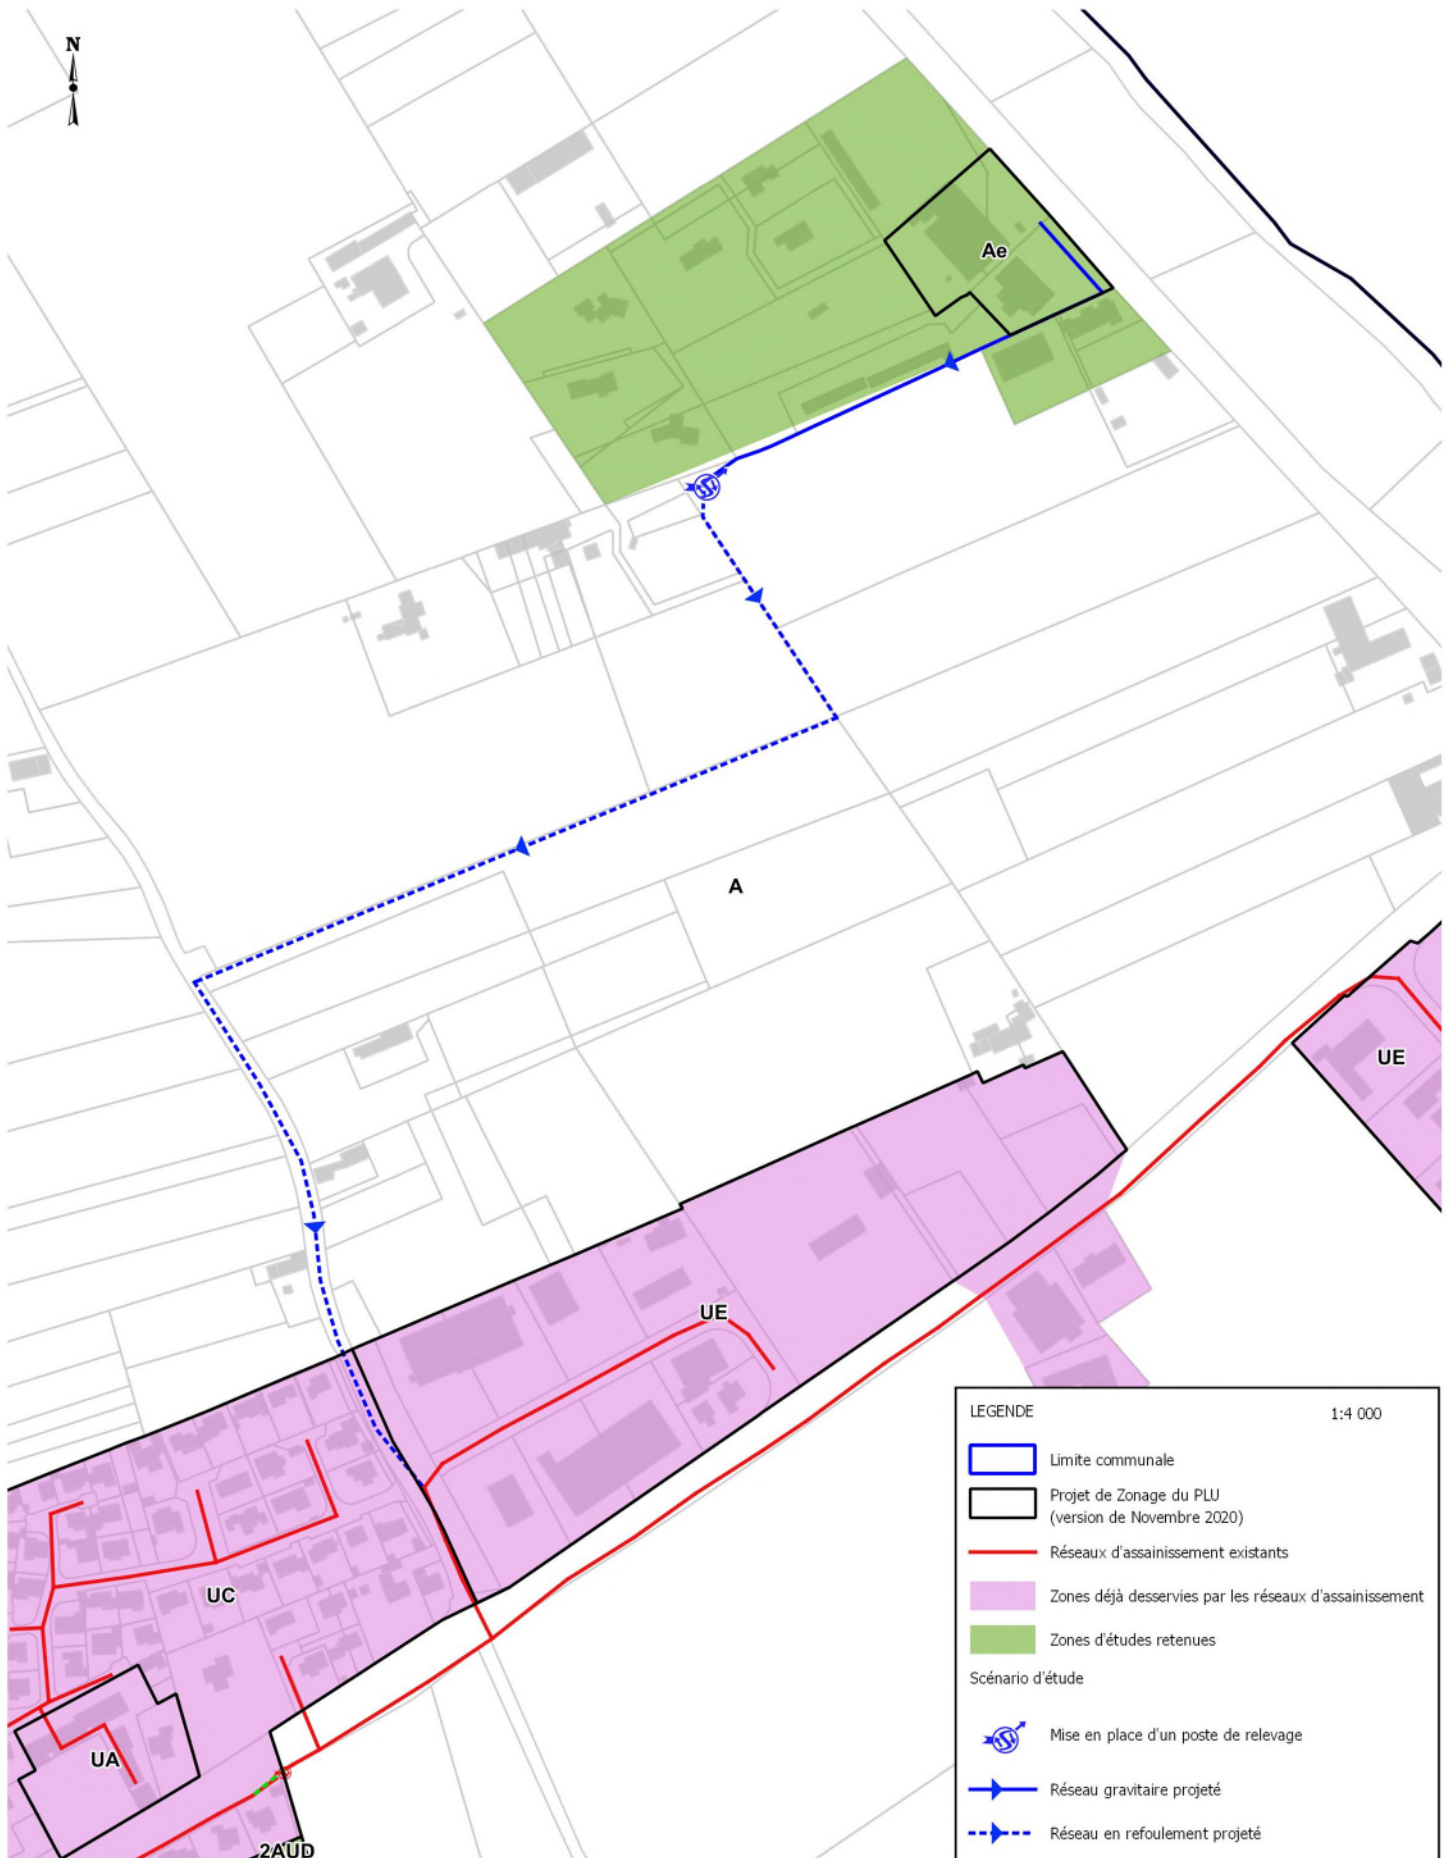 N
Ae
A
UE
UE
UC
UA
2AUD
LEGENDE
1:4 000
Limite communale
Projet de Zonage du PLU
(version de Novembre 2020)
Réseaux d'assainissement existants
Zones déjà desservies par les réseaux d'assainissement
Zones d'études retenues
Scénario d'étude
Mise en place d'un poste de relevage
Réseau gravitaire projeté
Réseau en refoulement projeté